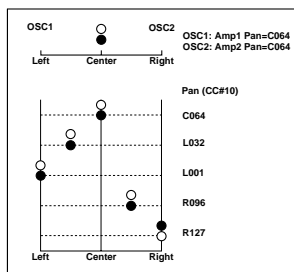 OSC1 OSC2
OSC1: Amp1 Pan=C064
OSC2: Amp2 Pan=C064
Left Center Right
Pan (CC#10)
C064
L032
L001
R096
R127
Left Center Right